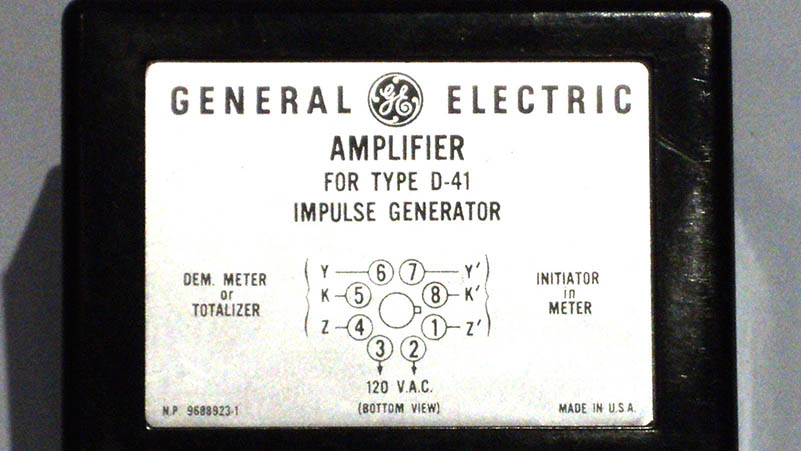 GENERAL GE ELECTRIC
AMPLIFIER
FOR TYPE D-41
IMPULSE GENERATOR
DEM. METER
or
TOTALIZER
Y 6 7 Y′
K 5 8 K′
Z 4 1 Z′
3 2
INITIATOR
in
METER
120 V.A.C.
(BOTTOM VIEW)
N.P. 9688923-1
MADE IN U.S.A.